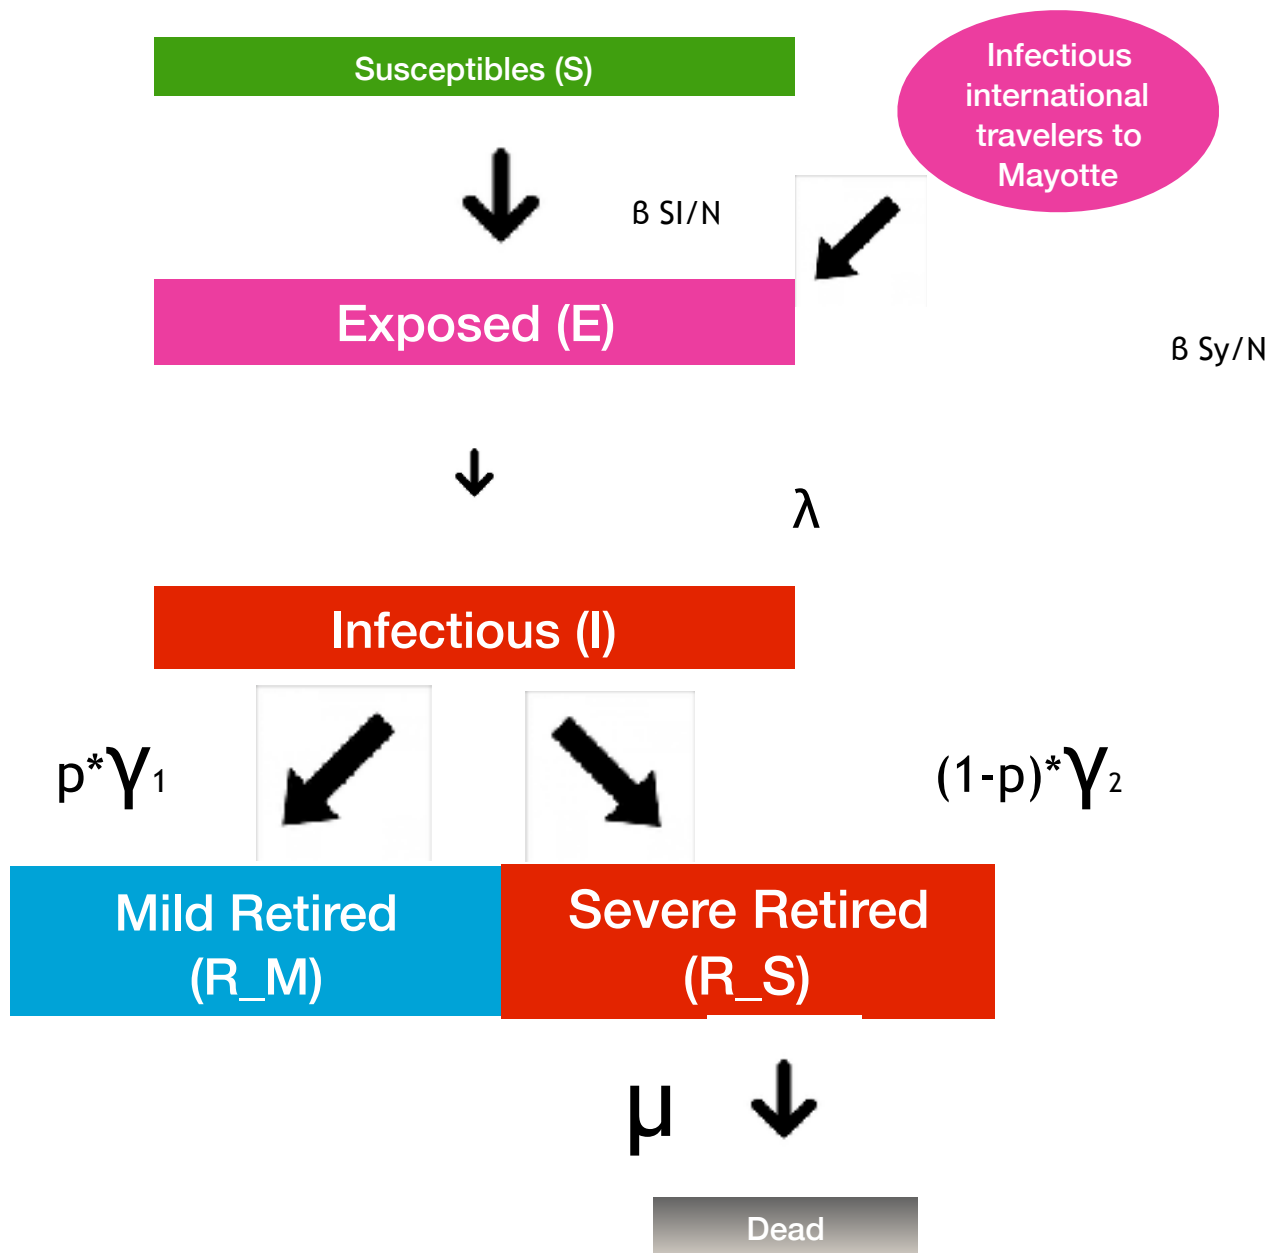 Susceptibles (S)
Infectious
international
travelers to
Mayotte
ß SI/N
Exposed (E)
ß Sy/N
λ
Infectious (I)
p*γ₁
(1-p)*γ₂
Mild Retired
(R_M)
Severe Retired
(R_S)
μ
Dead